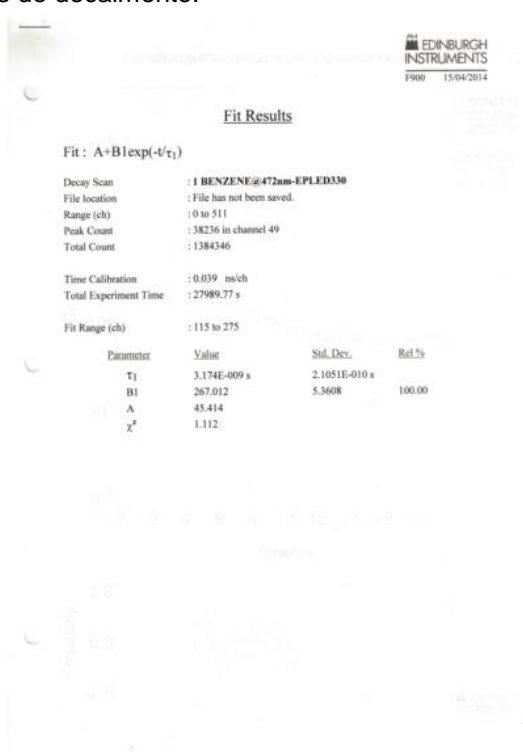 de decaimento.
EDINBURGH
INSTRUMENTS
F900 15/04/2014
Fit Results
Fit : A+B1exp(-t/τ₁)
Decay Scan : 1 BENZENE@472nm-EPLED330
File location : File has not been saved.
Range (ch) : 0 to 511
Peak Count : 38236 in channel 49
Total Count : 1384346
Time Calibration : 0.039 ns/ch
Total Experiment Time : 27989.77 s
Fit Range (ch) : 115 to 275
Parameter Value Std. Dev. Rel %
τ₁ 3.174E-009 s 2.1051E-010 s
B1 267.012 5.3608 100.00
A 45.414
χ² 1.112